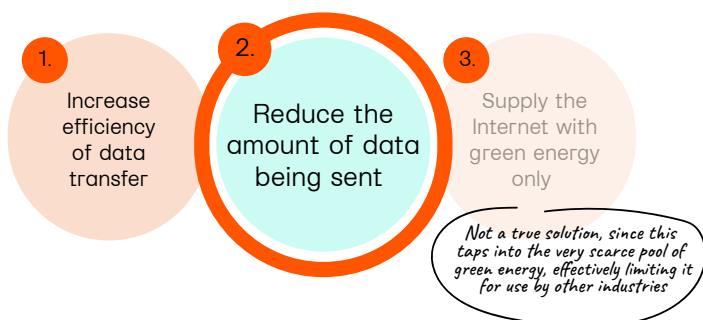 1.
Increase
efficiency
of data
transfer
2.
Reduce the
amount of data
being sent
3.
Supply the
Internet with
green energy
only
Not a true solution, since this
taps into the very scarce pool of
green energy, effectively limiting it
for use by other industries